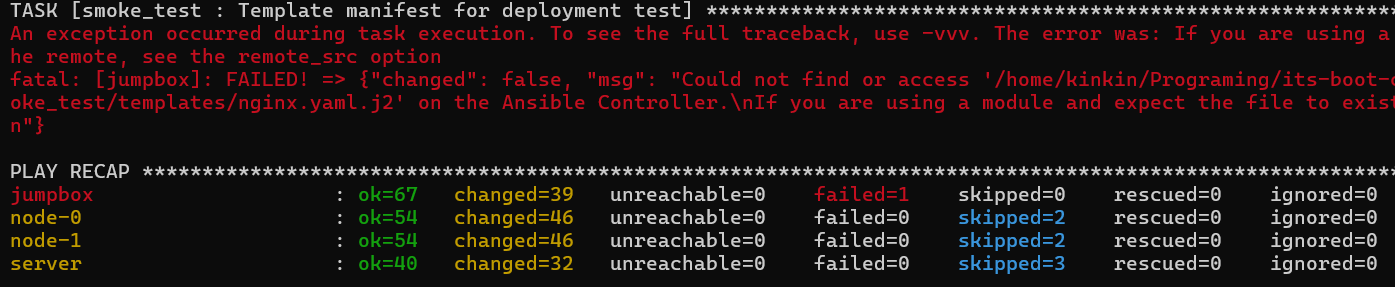 TASK [smoke_test : Template manifest for deployment test] *********************************************************
An exception occurred during task execution. To see the full traceback, use -vvv. The error was: If you are using a
he remote, see the remote_src option
fatal: [jumpbox]: FAILED! => {"changed": false, "msg": "Could not find or access '/home/kinkin/Programing/its-boot-
oke_test/templates/nginx.yaml.j2' on the Ansible Controller.\nIf you are using a module and expect the file to exis
n"}
PLAY RECAP ********************************************************************************************************
jumpbox : ok=67 changed=39 unreachable=0 failed=1 skipped=0 rescued=0 ignored=0
node-0 : ok=54 changed=46 unreachable=0 failed=0 skipped=2 rescued=0 ignored=0
node-1 : ok=54 changed=46 unreachable=0 failed=0 skipped=2 rescued=0 ignored=0
server : ok=40 changed=32 unreachable=0 failed=0 skipped=3 rescued=0 ignored=0